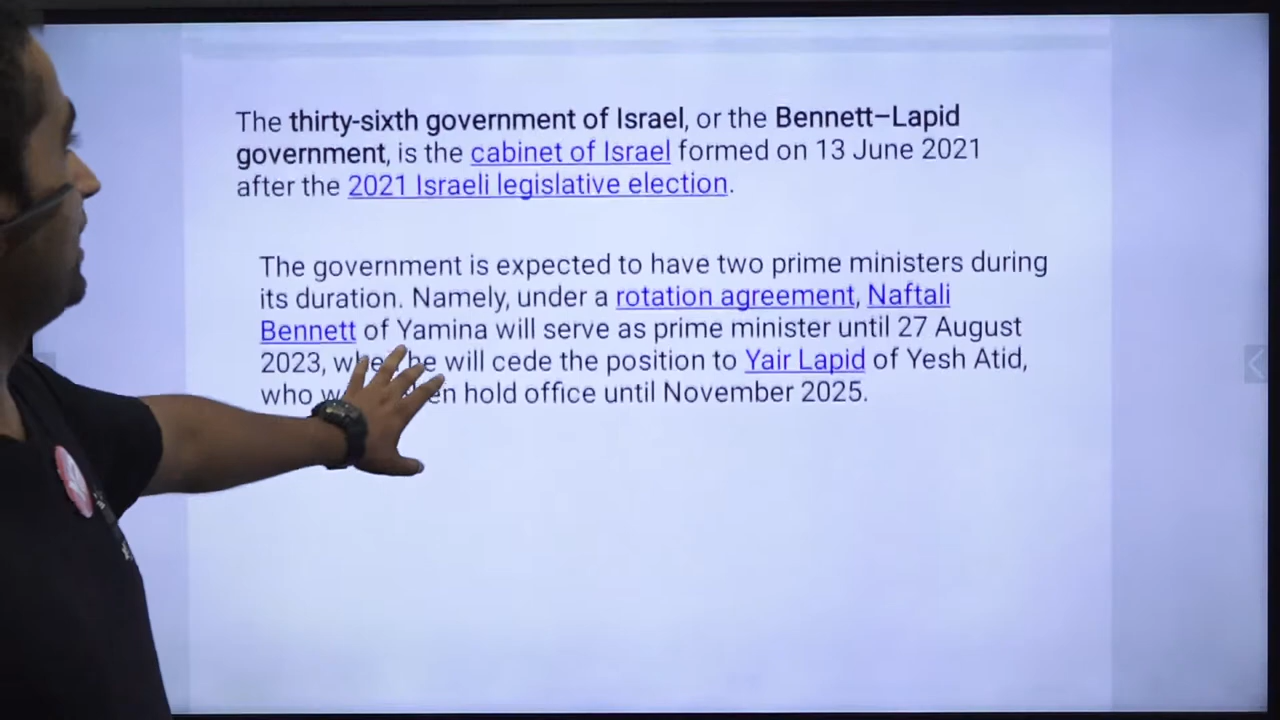 The thirty-sixth government of Israel, or the Bennett–Lapid
government, is the cabinet of Israel formed on 13 June 2021
after the 2021 Israeli legislative election.
The government is expected to have two prime ministers during
its duration. Namely, under a rotation agreement, Naftali
Bennett of Yamina will serve as prime minister until 27 August
2023, he will cede the position to Yair Lapid of Yesh Atid,
who hold office until November 2025.